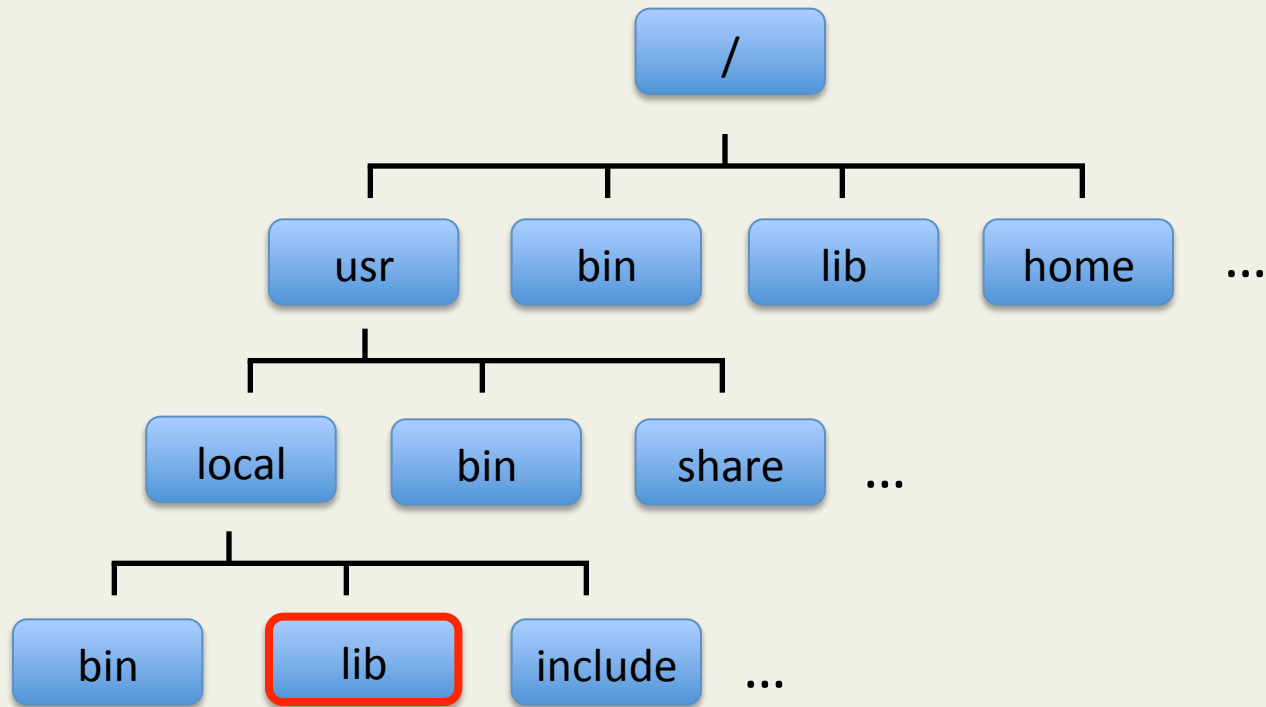 /
usr bin lib home ...
local bin share ...
bin lib include ...